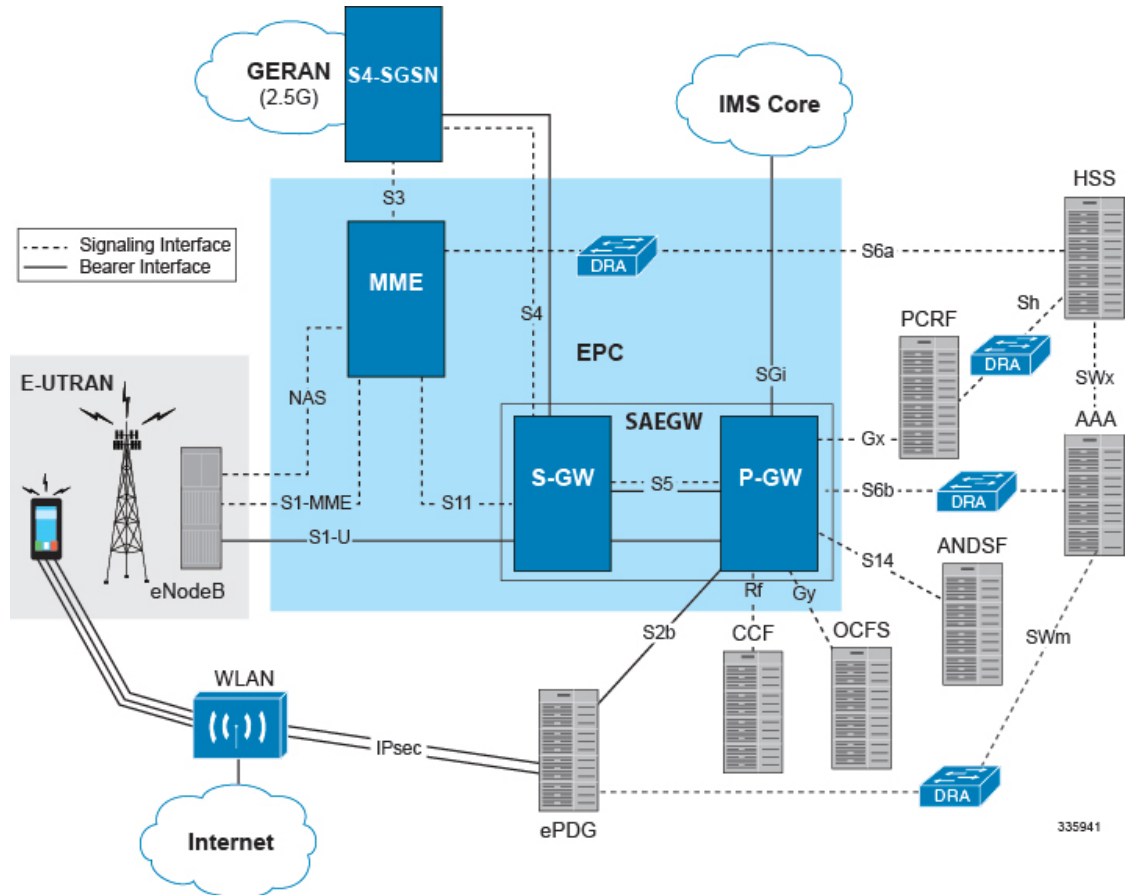 GERAN
(2.5G)
S4-SGSN
IMS Core
HSS
S3
Signaling Interface
Bearer Interface
MME
DRA
S6a
S4
PCRF
Sh
DRA
EPC
E-UTRAN
NAS
SGi
SWx
SAEGW
AAA
Gx
S-GW
S5
P-GW
S6b
DRA
S1-MME
S11
S1-U
ANDSF
S14
eNodeB
Rf
Gy
S2b
CCF
OCFS
SWm
WLAN
IPsec
DRA
Internet
ePDG
335941